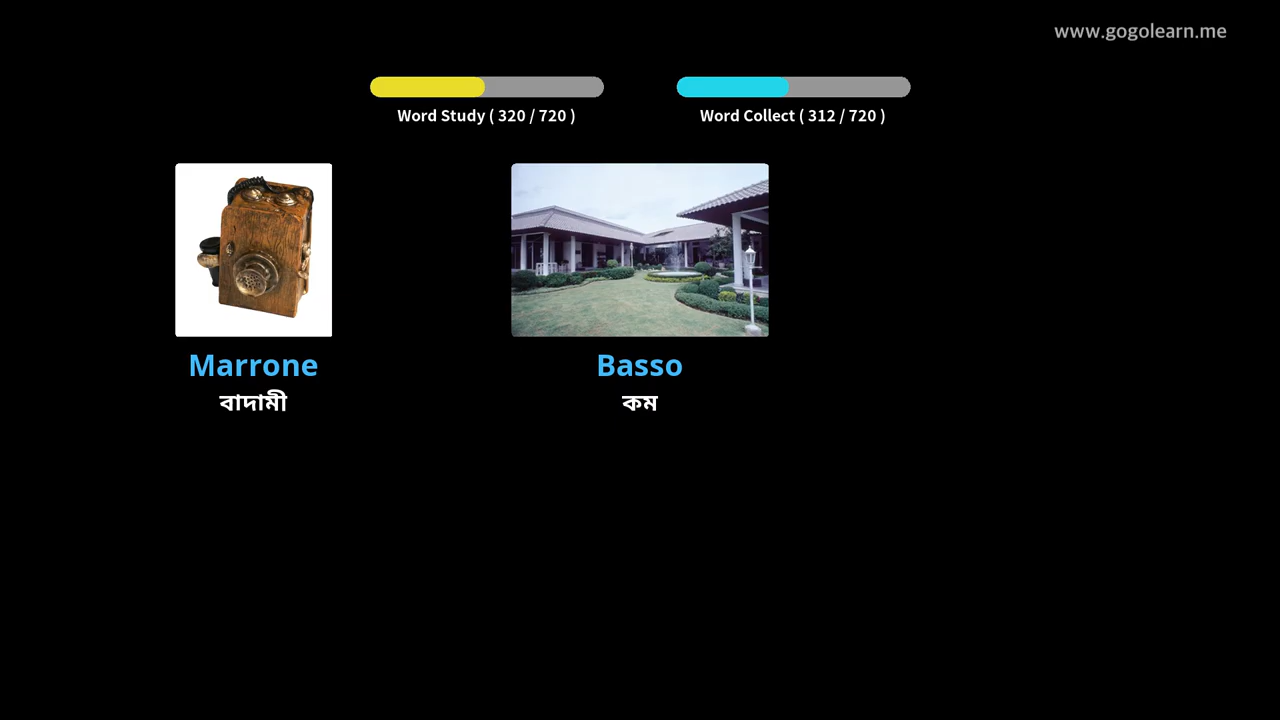 www.gogolearn.me
Word Study ( 320 / 720 )
Word Collect ( 312 / 720 )
Marrone
Basso
বাদামী
কম